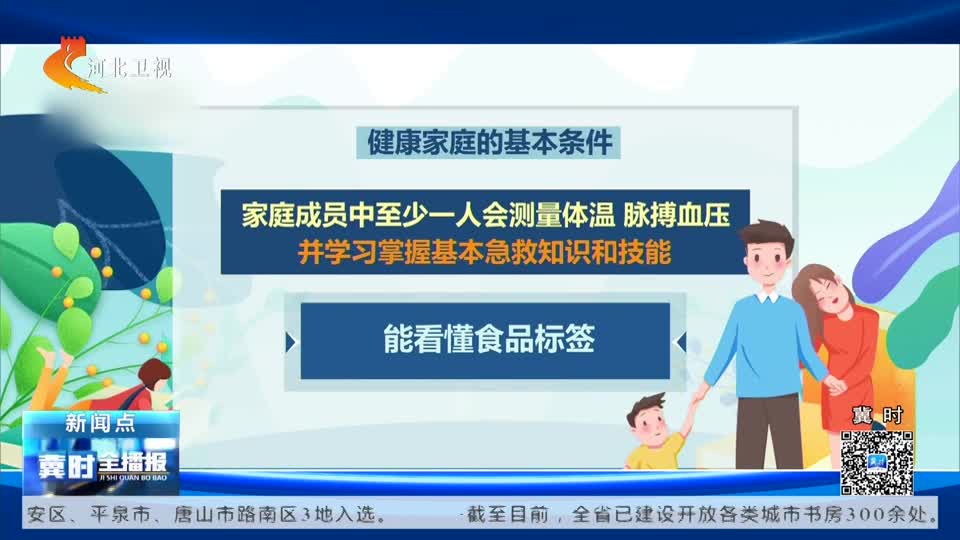 河北卫视
健康家庭的基本条件
家庭成员中至少一人会测量体温 脉搏血压
并学习掌握基本急救知识和技能
能看懂食品标签
新闻点
冀时全播报
JI SHI QUAN BO BAO
冀时
安区、平泉市、唐山市路南区3地入选。 截至目前，全省已建设开放各类城市书房300余处。